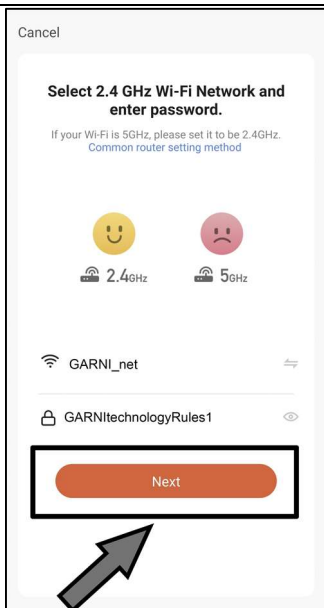 Cancel
Select 2.4 GHz Wi-Fi Network and
enter password.
If your Wi-Fi is 5GHz, please set it to be 2.4GHz.
Common router setting method
2.4GHz 5GHz
GARNI_net
GARNItechnologyRules1
Next